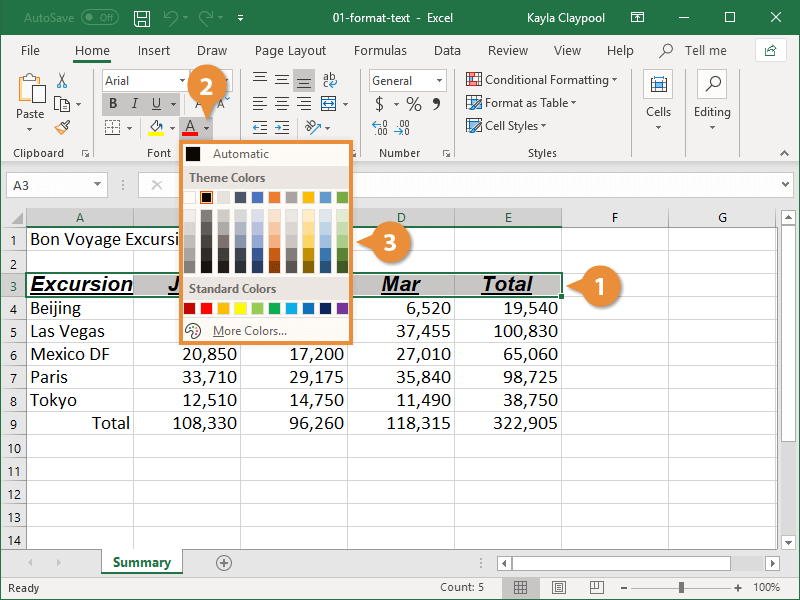 AutoSave Off 01-format-text - Excel Kayla Claypool
File Home Insert Draw Page Layout Formulas Data Review View Help Tell me
Paste
Clipboard
Arial
B I U
A
Font
2
ab
General
$ % ,
Number
Conditional Formatting
Format as Table
Cell Styles
Styles
Cells
Editing
A3
Automatic
Theme Colors
Standard Colors
More Colors...
3
1
A D E F G
1 Bon Voyage Excursi
2
3 Excursion J Mar Total
4 Beijing 6,520 19,540
5 Las Vegas 37,455 100,830
6 Mexico DF 20,850 17,200 27,010 65,060
7 Paris 33,710 29,175 35,840 98,725
8 Tokyo 12,510 14,750 11,490 38,750
9 Total 108,330 96,260 118,315 322,905
10
11
12
13
14
Summary
Ready Count: 5 100%